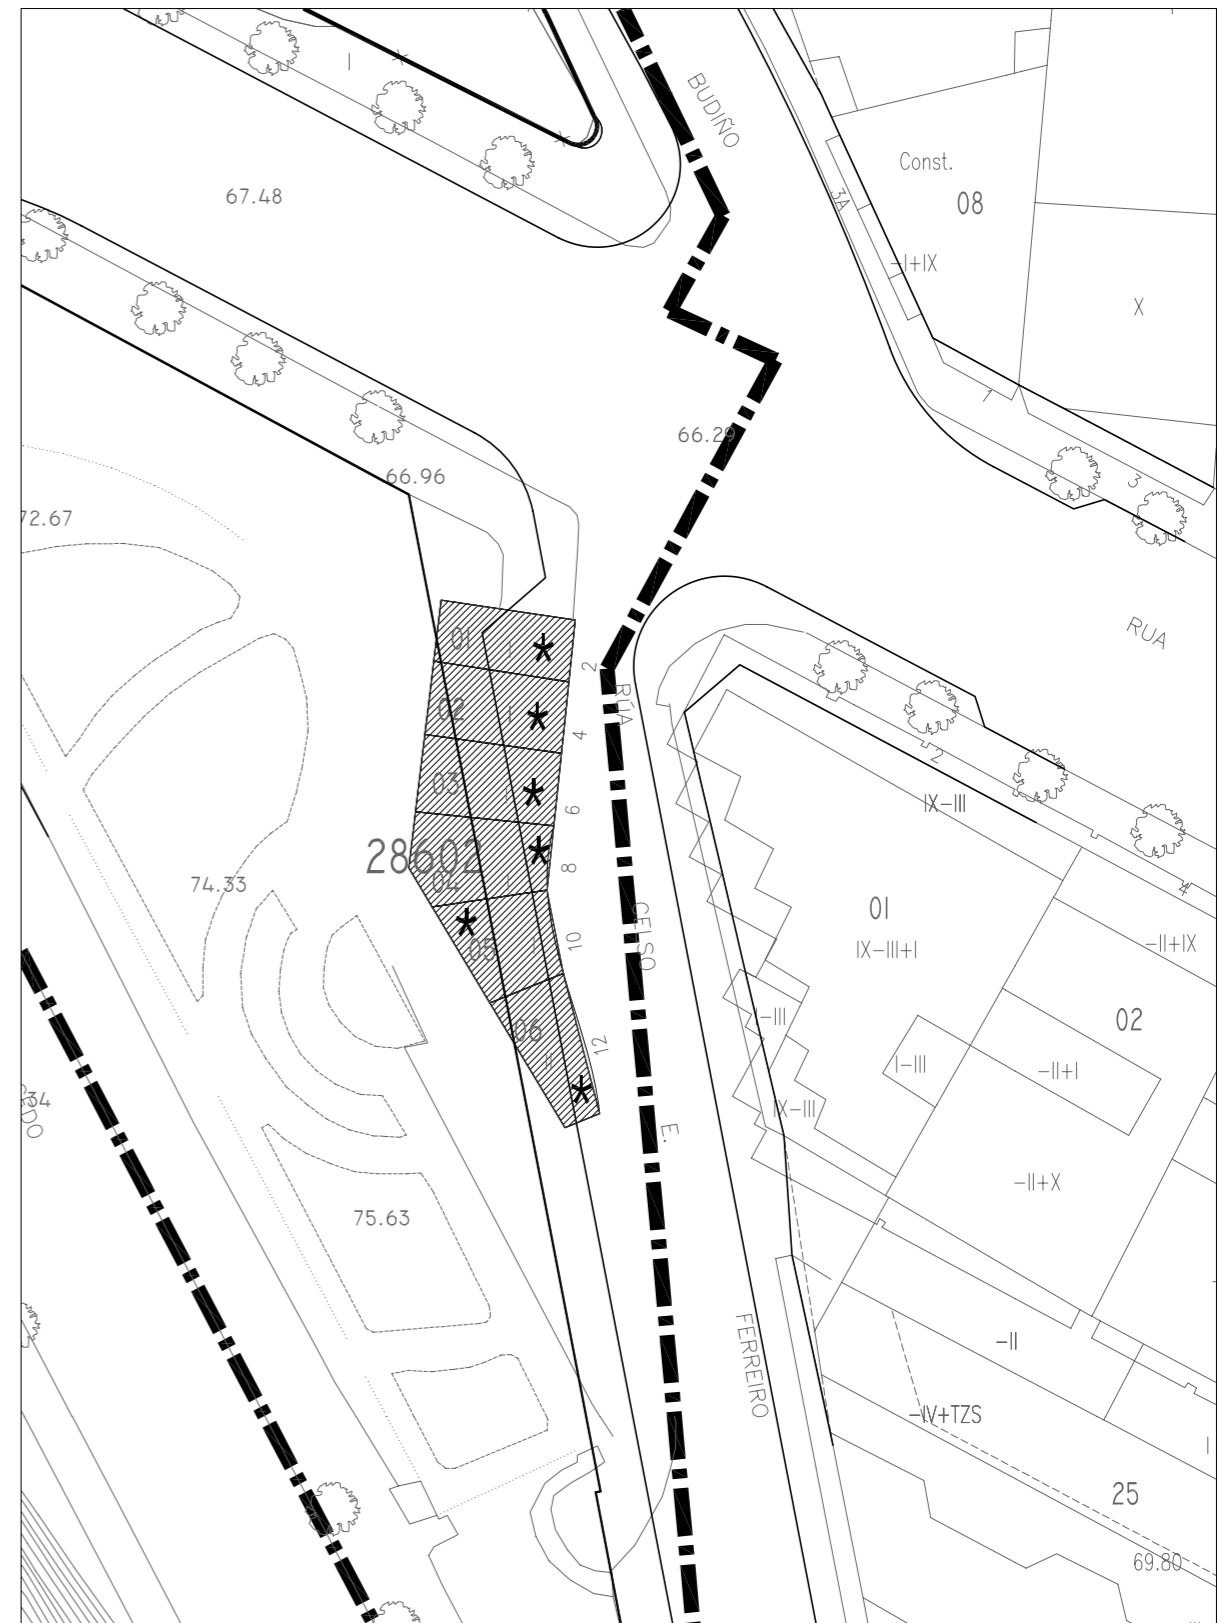 BUDIÑO
Const.
08
67.48
3A
-I+IX
X
66.29
1
66.96
3
72.67
RUA
01
I
2
RÚA
02
I
4
2
03
I
6
IX-III
28602
8
04
I
74.33
4
01
CELSO
05
I
10
-II+IX
IX-III+I
I-III
02
06
II
12
I-III
-II+I
34
IX-III
E.
-II+X
75.63
-II
FERREIRO
-IV+TZS
I
25
69.80